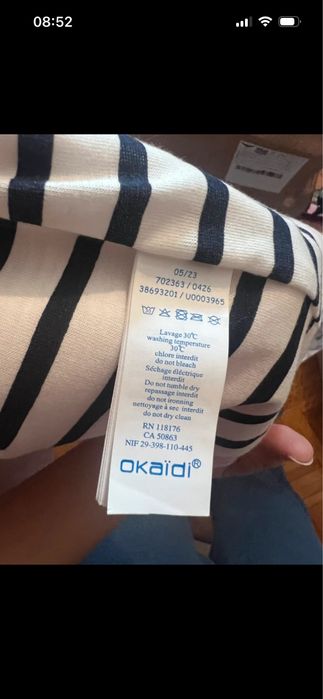 08:52
05/23
702363 / 0426
38693201 / U0003965
Lavage 30°C
washing temperature
30°C
chlore interdit
do not bleach
Séchage éléctrique
interdit
Do not tumble dry
repassage interdit
do not ironing
nettoyage à sec interdit
do not dry clean
RN 118176
CA 50863
NIF 29-398-110-445
OKAÏDI®